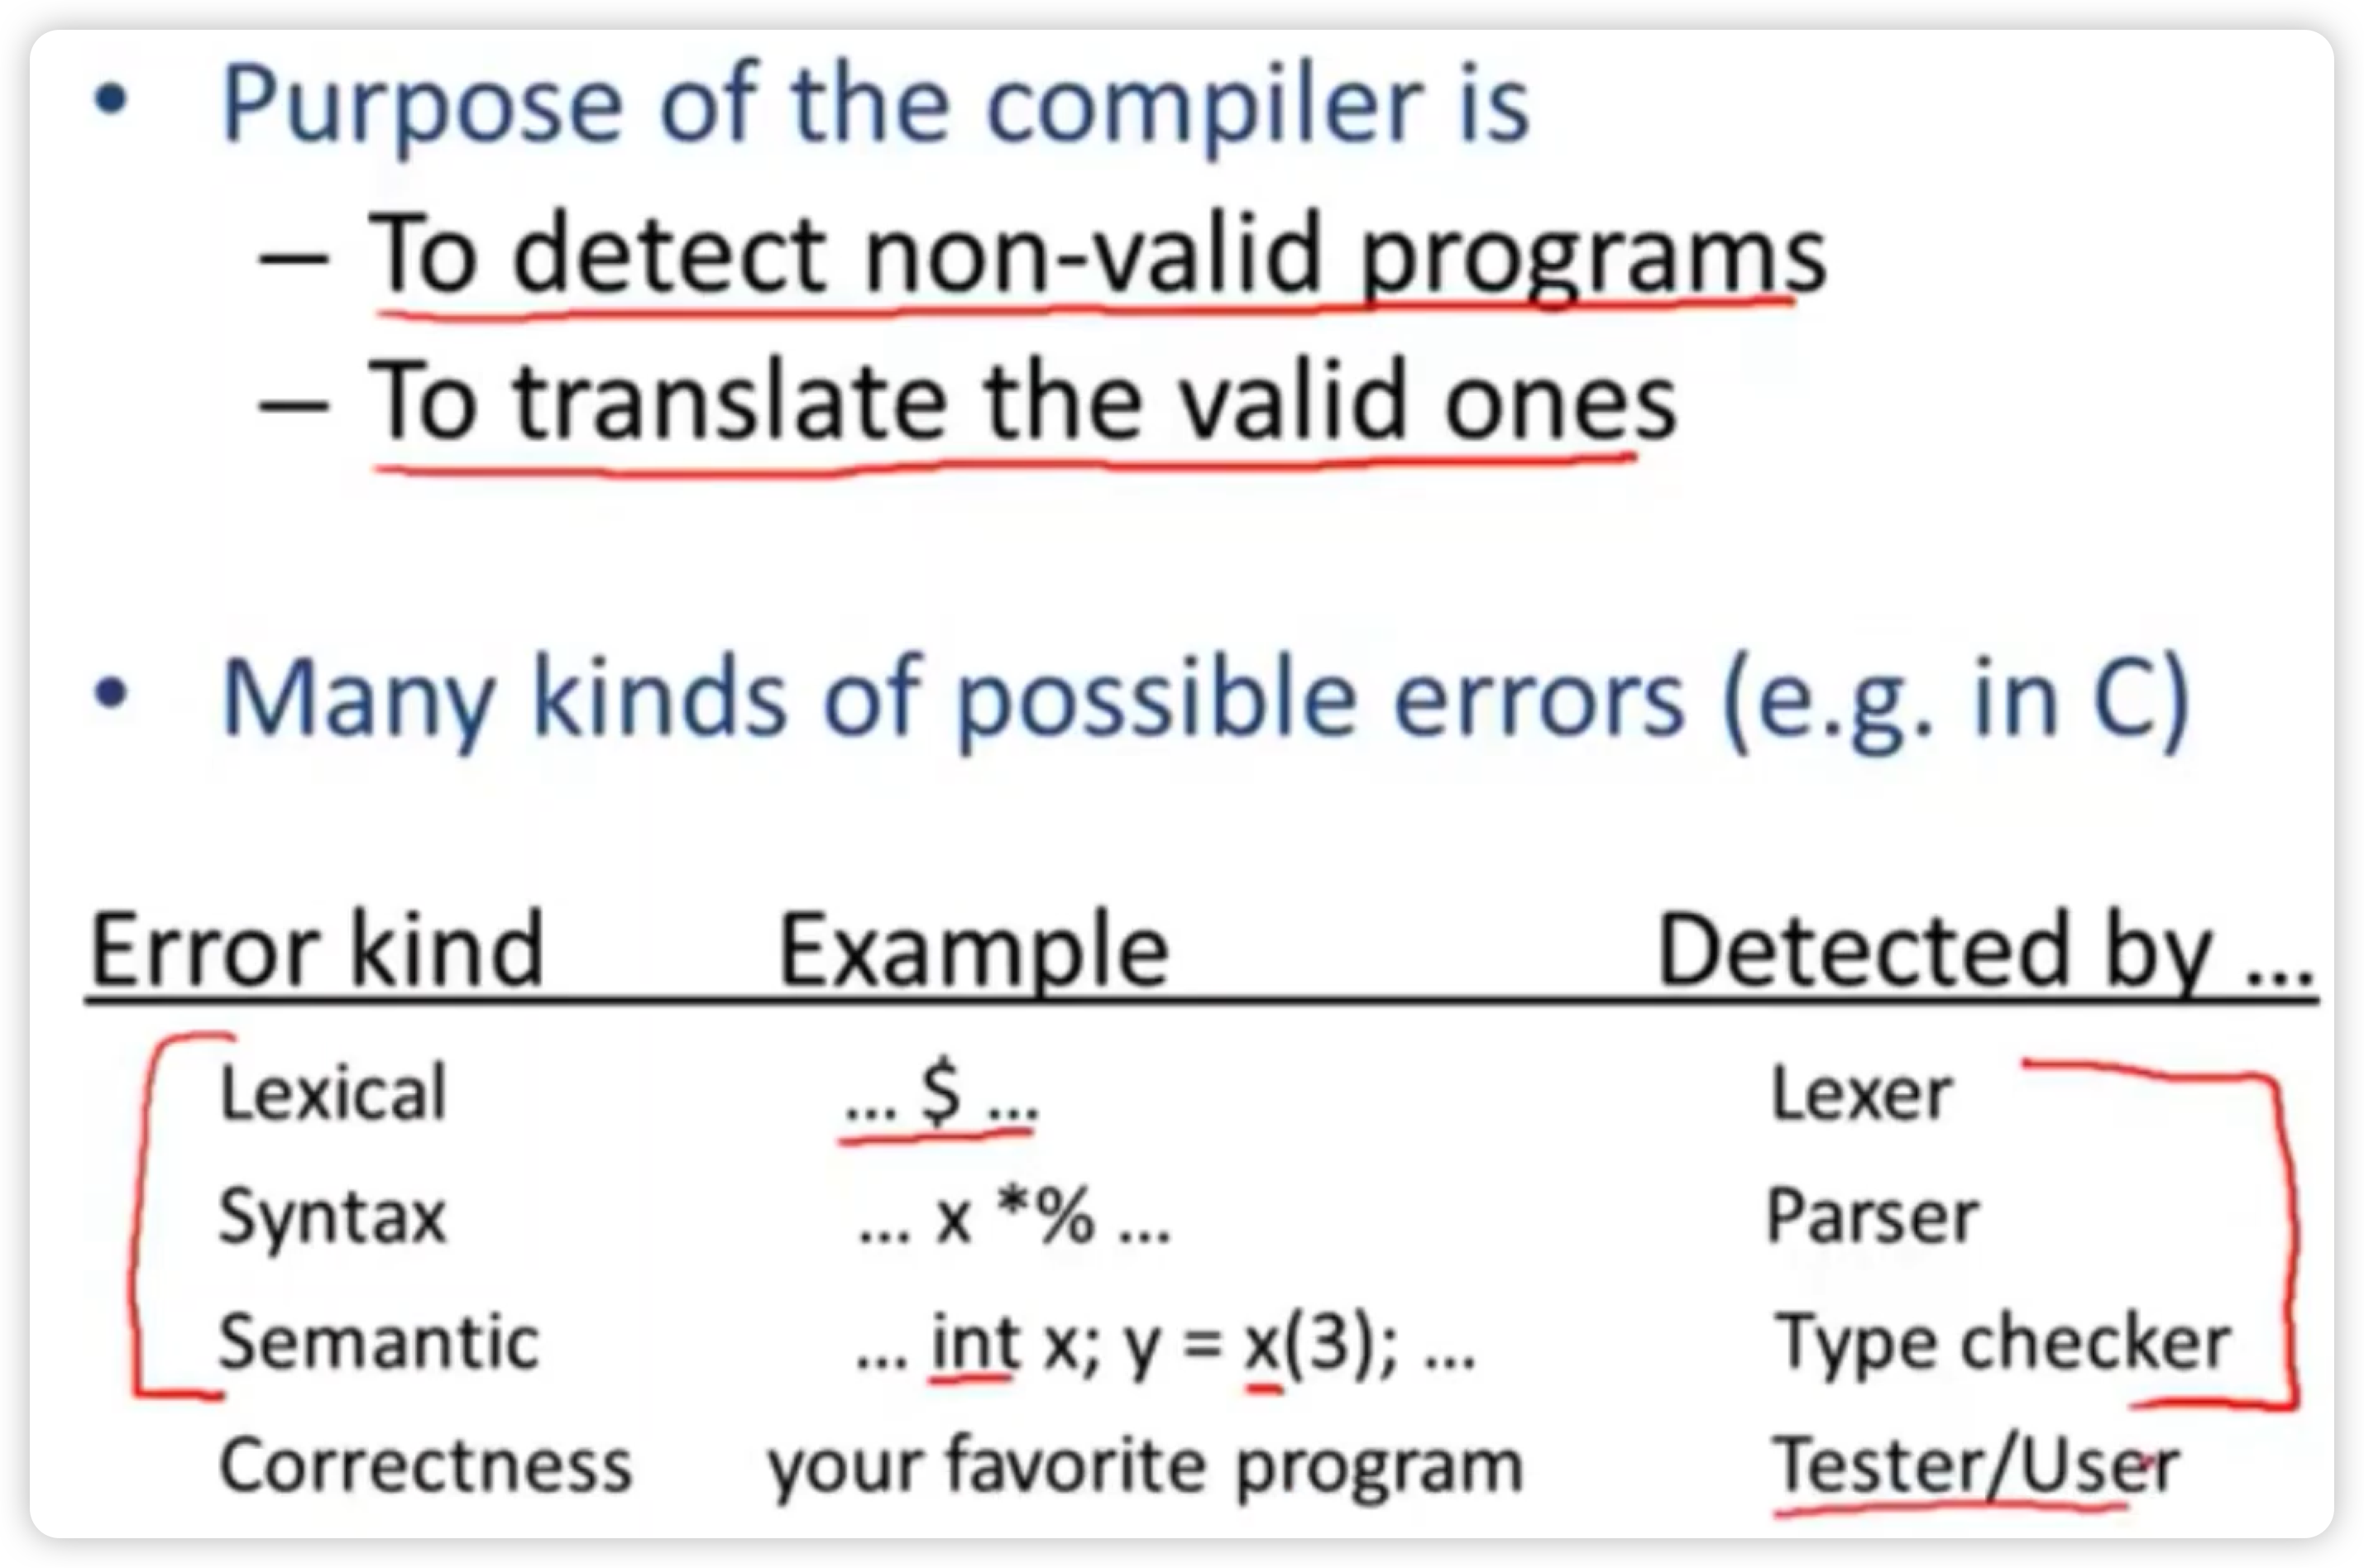 • Purpose of the compiler is
– To detect non-valid programs
– To translate the valid ones
• Many kinds of possible errors (e.g. in C)
Error kind Example Detected by ...
Lexical ... $ ... Lexer
Syntax ... x *% ... Parser
Semantic ... int x; y = x(3); ... Type checker
Correctness your favorite program Tester/User